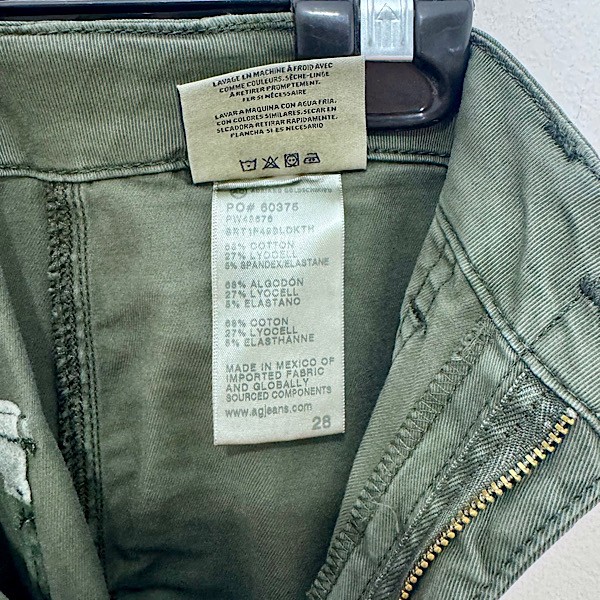 LAVAGE EN MACHINE À FROID AVEC
COMME COULEURS. SÈCHE-LINGE
À RETIRER PROMPTEMENT.
FER SI NÉCESSAIRE
LAVAR A MAQUINA CON AGUA FRIA.
CON COLORES SIMILARES. SECAR EN
SECADORA RETIRAR RAPIDAMENTE.
PLANCHA SI ES NECESARIO.
PO# 60375
68% COTTON
27% LYOCELL
5% SPANDEX/ELASTANE
68% ALGODÓN
27% LYOCELL
5% ELASTANO
68% COTON
27% LYOCELL
5% ELASTHANNE
MADE IN MEXICO OF
IMPORTED FABRIC
AND GLOBALLY
SOURCED COMPONENTS
www.agjeans.com
28